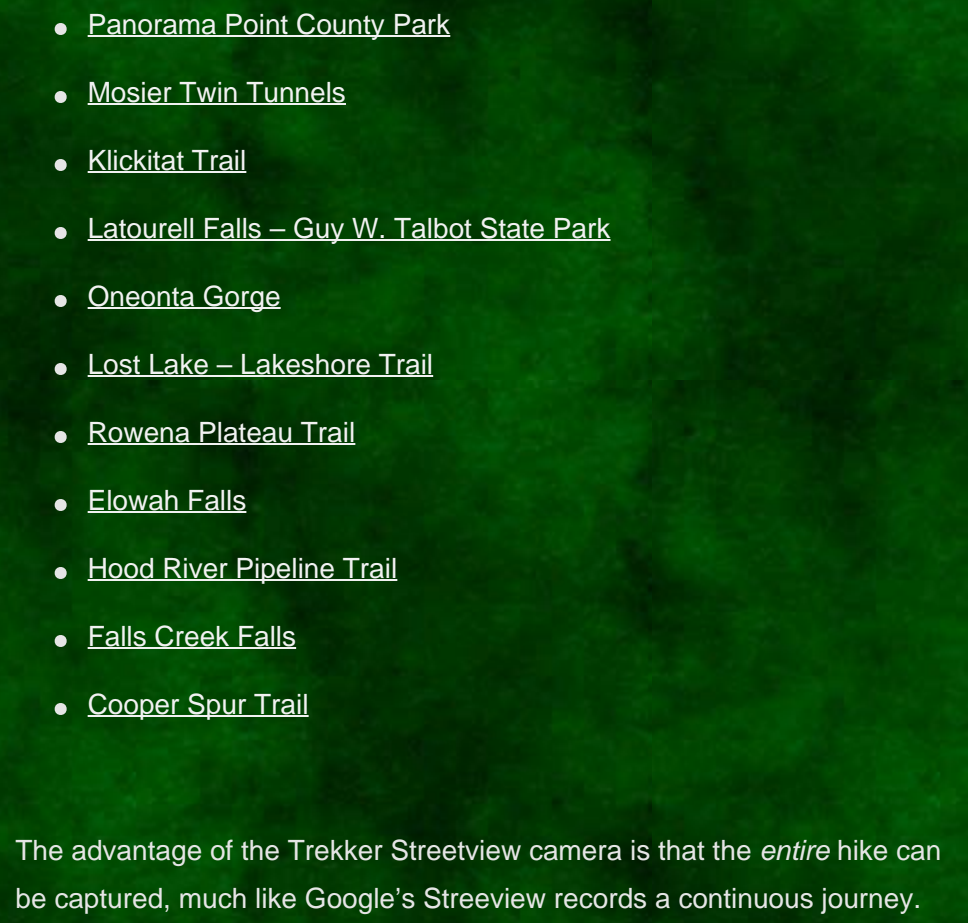 • Panorama Point County Park
• Mosier Twin Tunnels
• Klickitat Trail
• Latourell Falls – Guy W. Talbot State Park
• Oneonta Gorge
• Lost Lake – Lakeshore Trail
• Rowena Plateau Trail
• Elowah Falls
• Hood River Pipeline Trail
• Falls Creek Falls
• Cooper Spur Trail
The advantage of the Trekker Streetview camera is that the entire hike can
be captured, much like Google’s Streeview records a continuous journey.